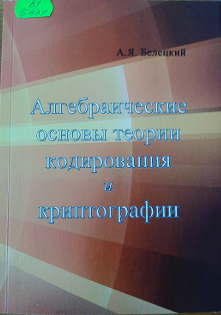 А.Я. Белецкий
Алгебраические
основы теории
кодирования
и
криптографии